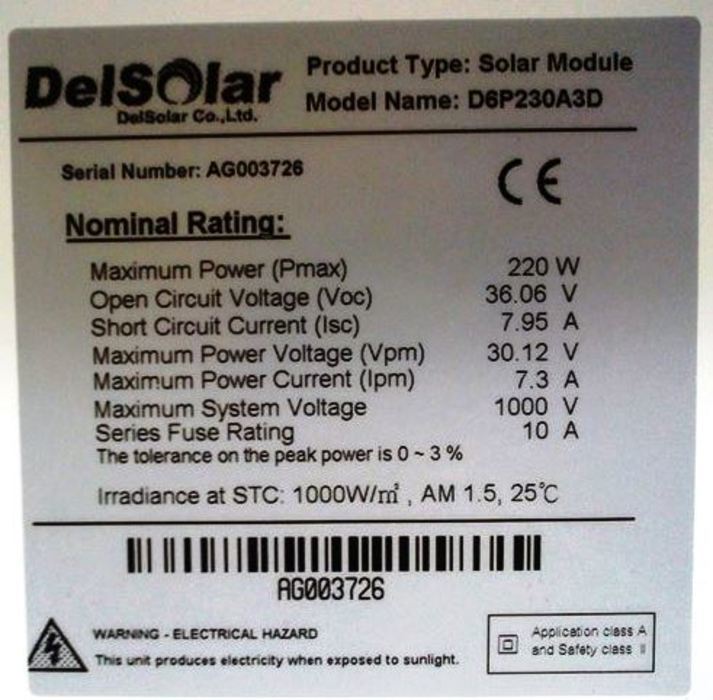 DelSolar
DelSolar Co.,Ltd.
Product Type: Solar Module
Model Name: D6P230A3D
Serial Number: AG003726
CE
Nominal Rating:
Maximum Power (Pmax) 220 W
Open Circuit Voltage (Voc) 36.06 V
Short Circuit Current (Isc) 7.95 A
Maximum Power Voltage (Vpm) 30.12 V
Maximum Power Current (Ipm) 7.3 A
Maximum System Voltage 1000 V
Series Fuse Rating 10 A
The tolerance on the peak power is 0 ~ 3 %
Irradiance at STC: 1000W/㎡ , AM 1.5, 25℃
AG003726
WARNING - ELECTRICAL HAZARD
This unit produces electricity when exposed to sunlight.
Application class A
and Safety class II